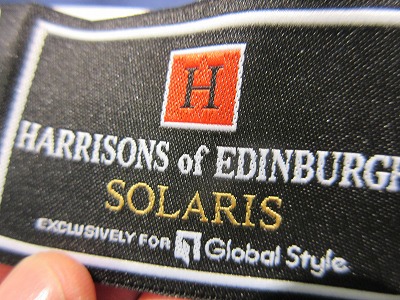 H
HARRISONS of EDINBURGH
SOLARIS
EXCLUSIVELY FOR Global Style